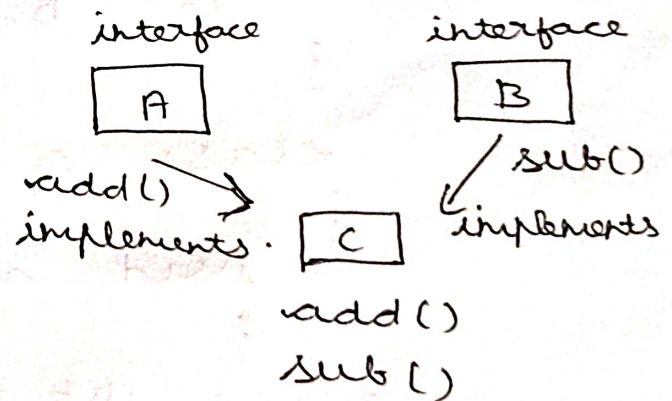 interface interface
A B
add() sub()
implements. implements
C
add()
sub()